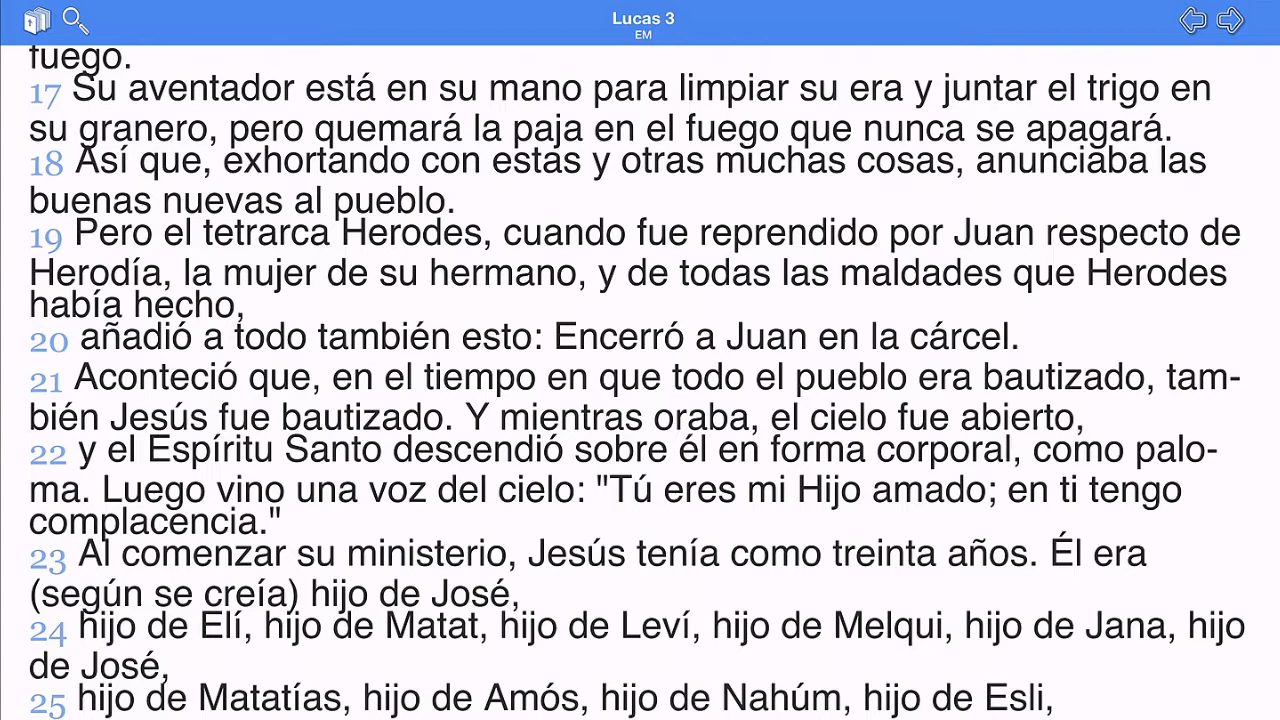 Lucas 3
EM
fuego.
17 Su aventador está en su mano para limpiar su era y juntar el trigo en
su granero, pero quemará la paja en el fuego que nunca se apagará.
18 Así que, exhortando con estas y otras muchas cosas, anunciaba las
buenas nuevas al pueblo.
19 Pero el tetrarca Herodes, cuando fue reprendido por Juan respecto de
Herodía, la mujer de su hermano, y de todas las maldades que Herodes
había hecho,
20 añadió a todo también esto: Encerró a Juan en la cárcel.
21 Aconteció que, en el tiempo en que todo el pueblo era bautizado, tam-
bién Jesús fue bautizado. Y mientras oraba, el cielo fue abierto,
22 y el Espíritu Santo descendió sobre él en forma corporal, como palo-
ma. Luego vino una voz del cielo: "Tú eres mi Hijo amado; en ti tengo
complacencia."
23 Al comenzar su ministerio, Jesús tenía como treinta años. Él era
(según se creía) hijo de José,
24 hijo de Elí, hijo de Matat, hijo de Leví, hijo de Melqui, hijo de Jana, hijo
de José,
25 hijo de Matatías, hijo de Amós, hijo de Nahúm, hijo de Esli,